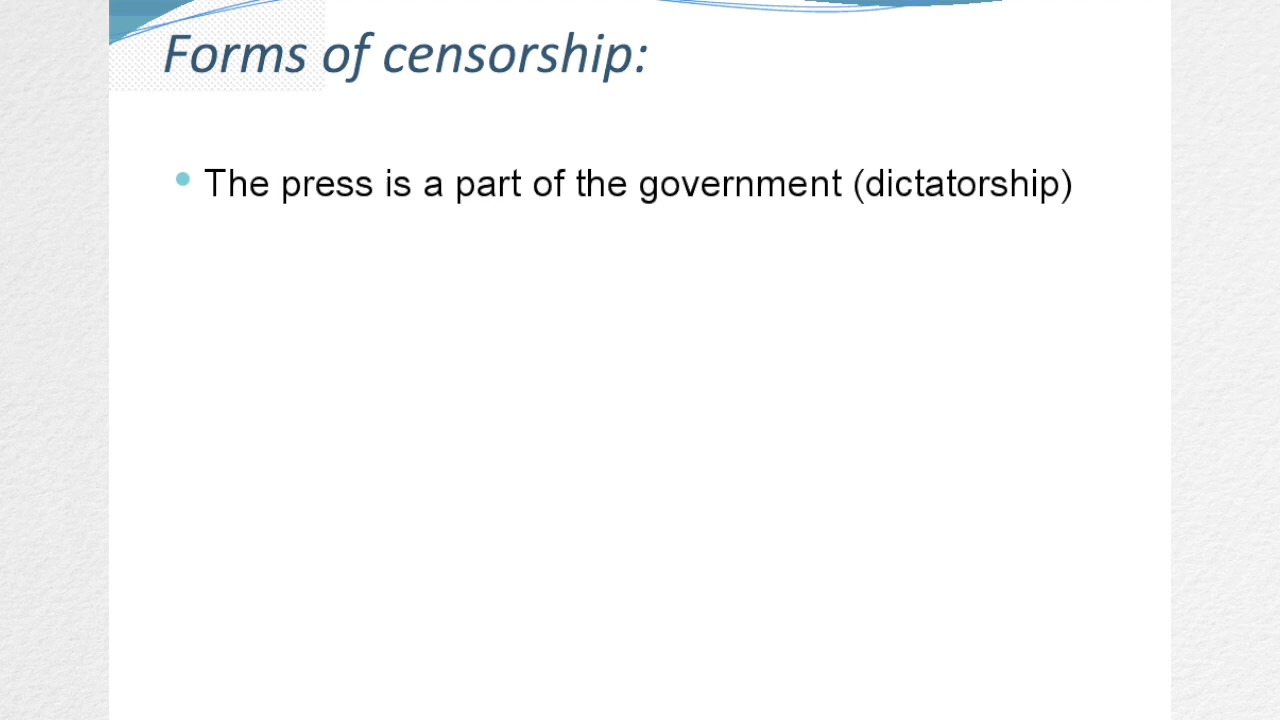 Forms of censorship:
The press is a part of the government (dictatorship)